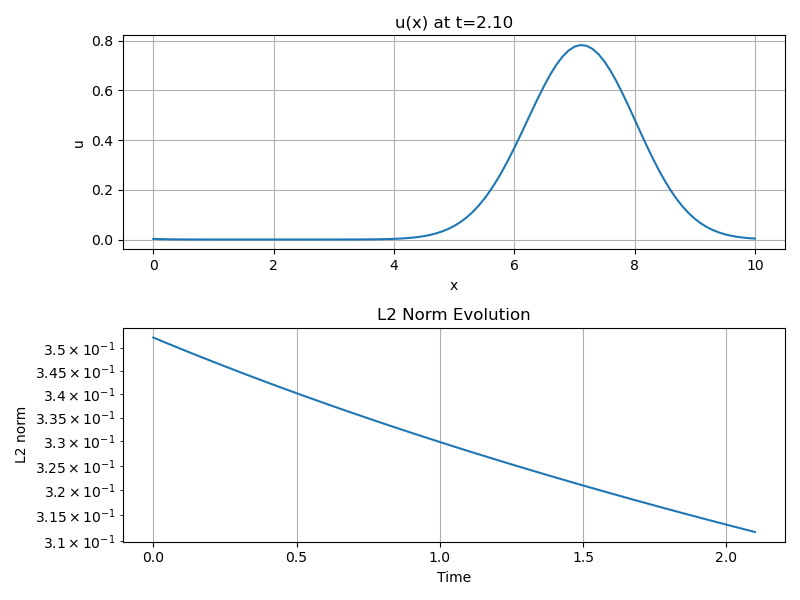 u(x) at t=2.10
0.8
0.6
0.4
0.2
0.0
u
0 2 4 6 8 10
x
L2 Norm Evolution
3.5 × 10⁻¹
3.45 × 10⁻¹
3.4 × 10⁻¹
3.35 × 10⁻¹
3.3 × 10⁻¹
3.25 × 10⁻¹
3.2 × 10⁻¹
3.15 × 10⁻¹
3.1 × 10⁻¹
L2 norm
0.0 0.5 1.0 1.5 2.0
Time